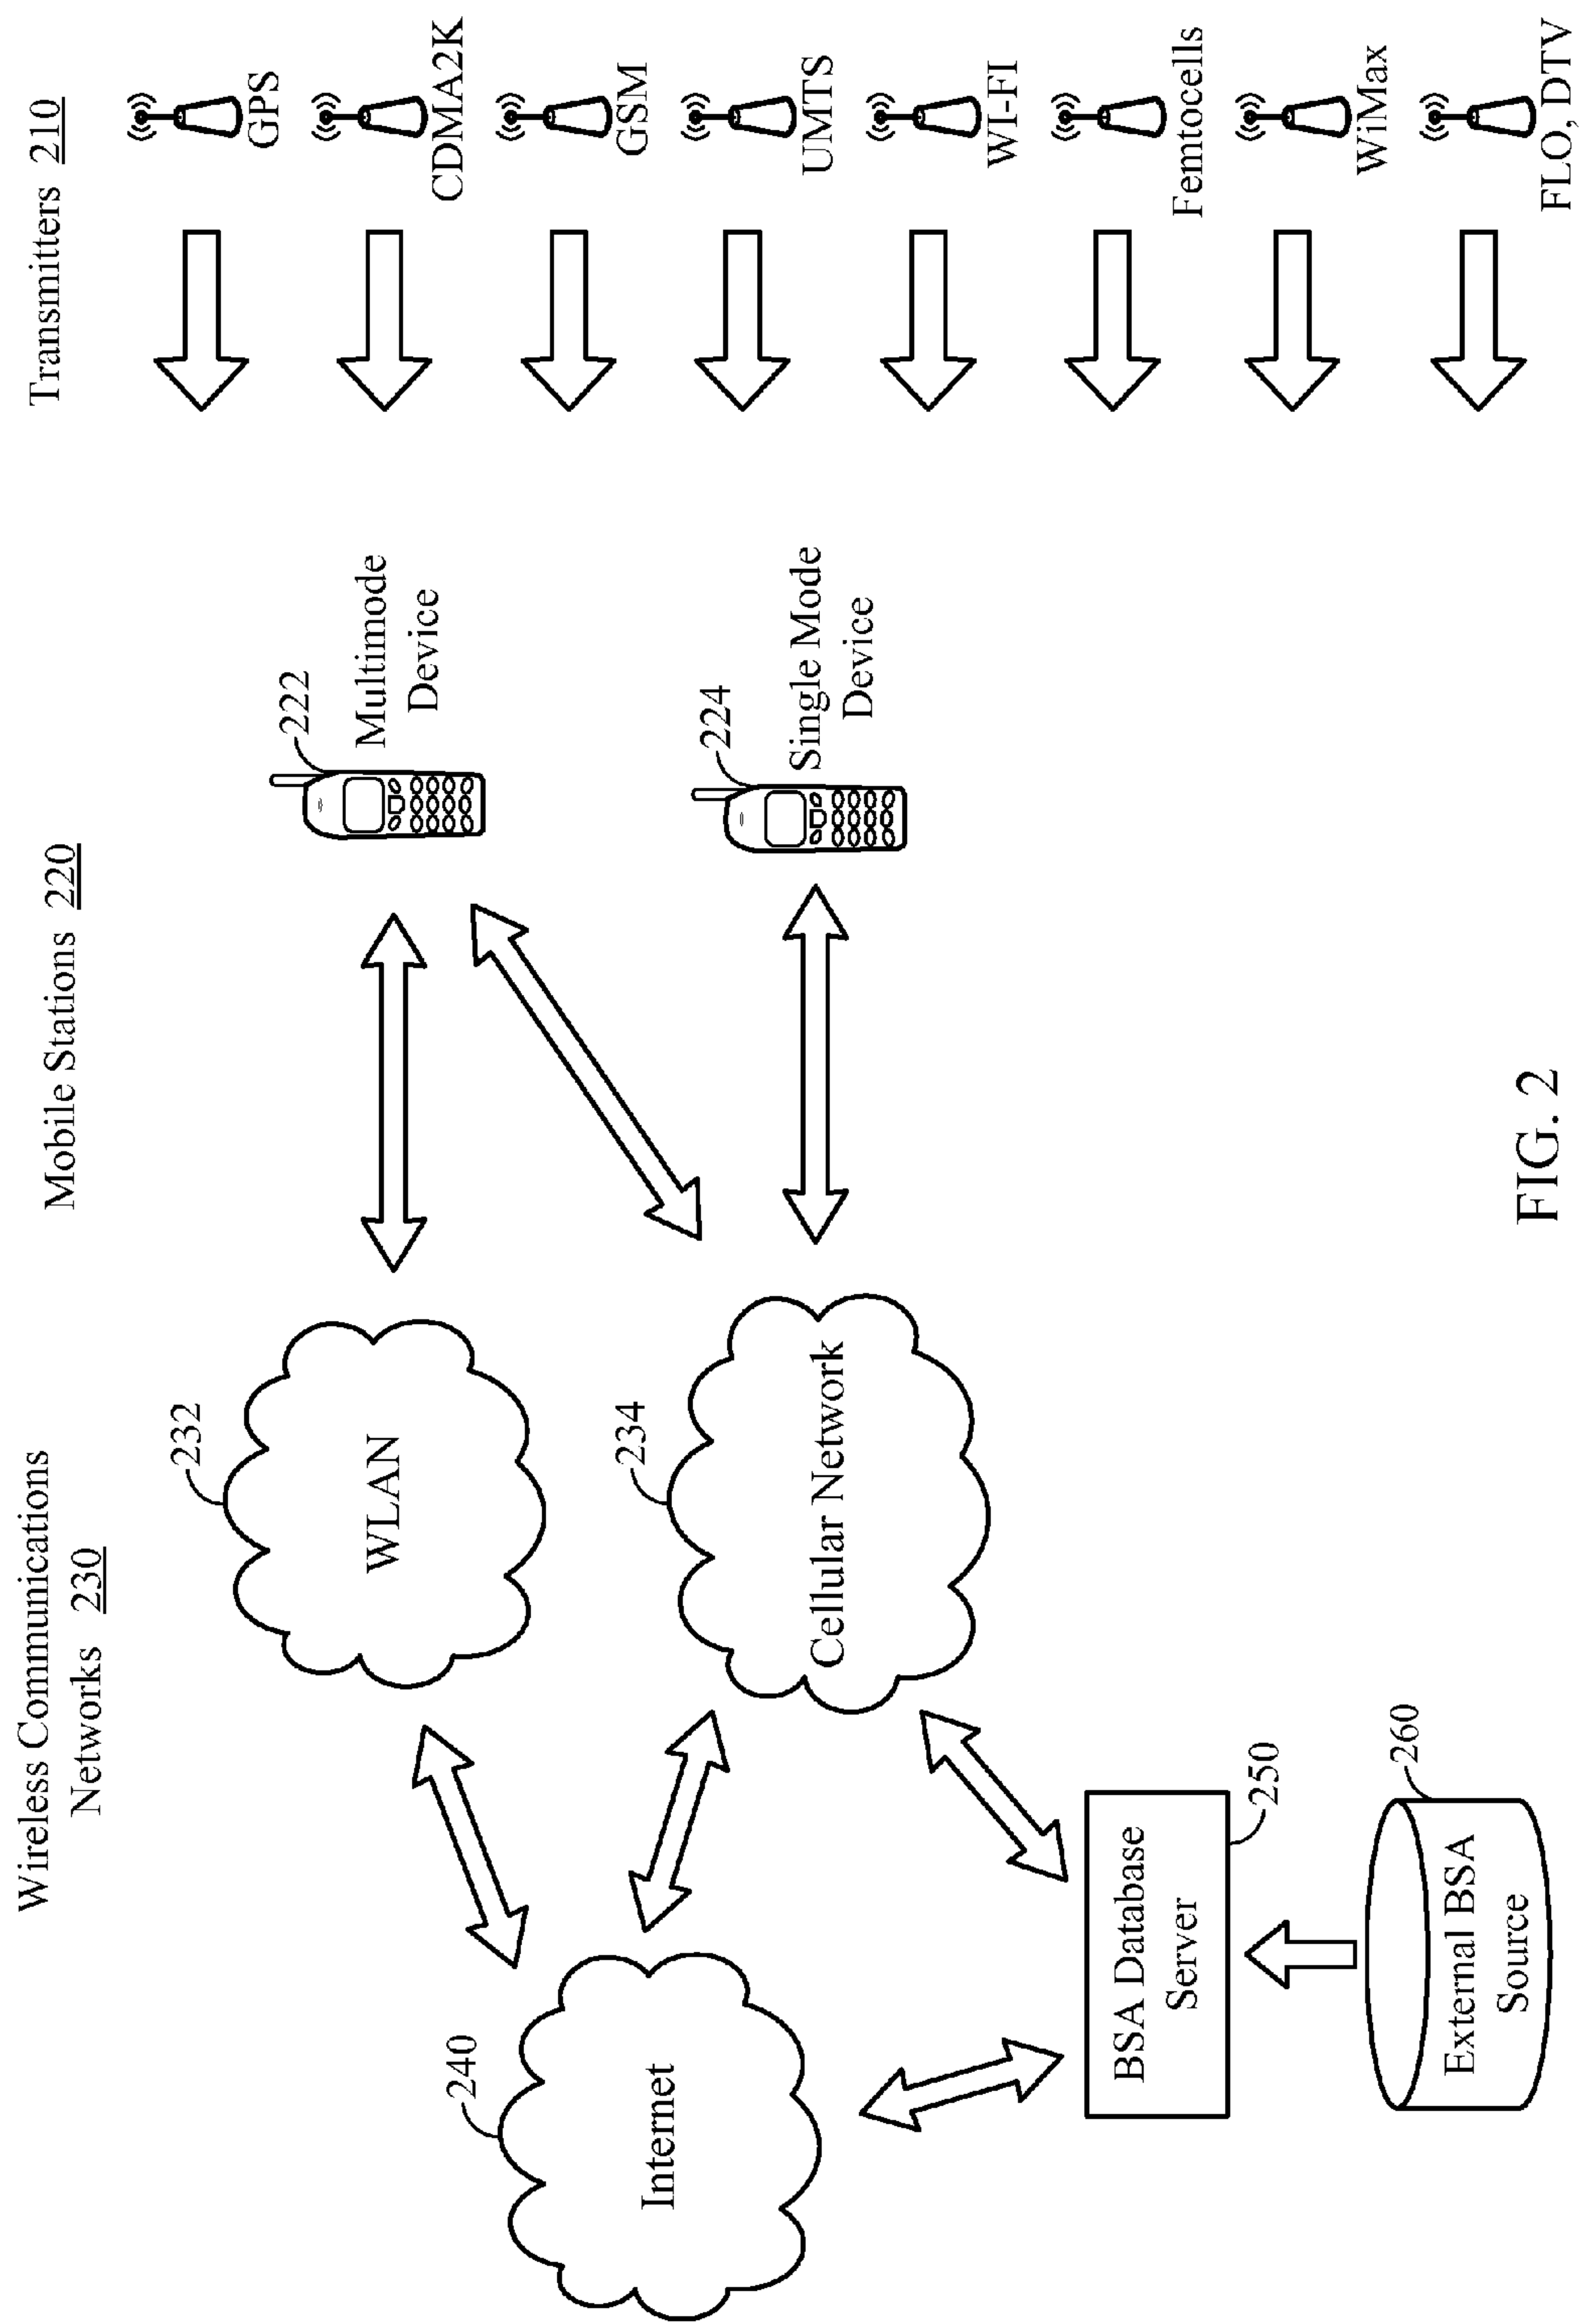 Wireless Communications
Networks 230
Mobile Stations 220
Transmitters 210
232
WLAN
222
Multimode
Device
GPS
CDMA2K
GSM
240
Internet
234
Cellular Network
224
Single Mode
Device
UMTS
WI-FI
Femtocells
BSA Database
Server
250
WiMax
External BSA
Source
260
FLO, DTV
FIG. 2